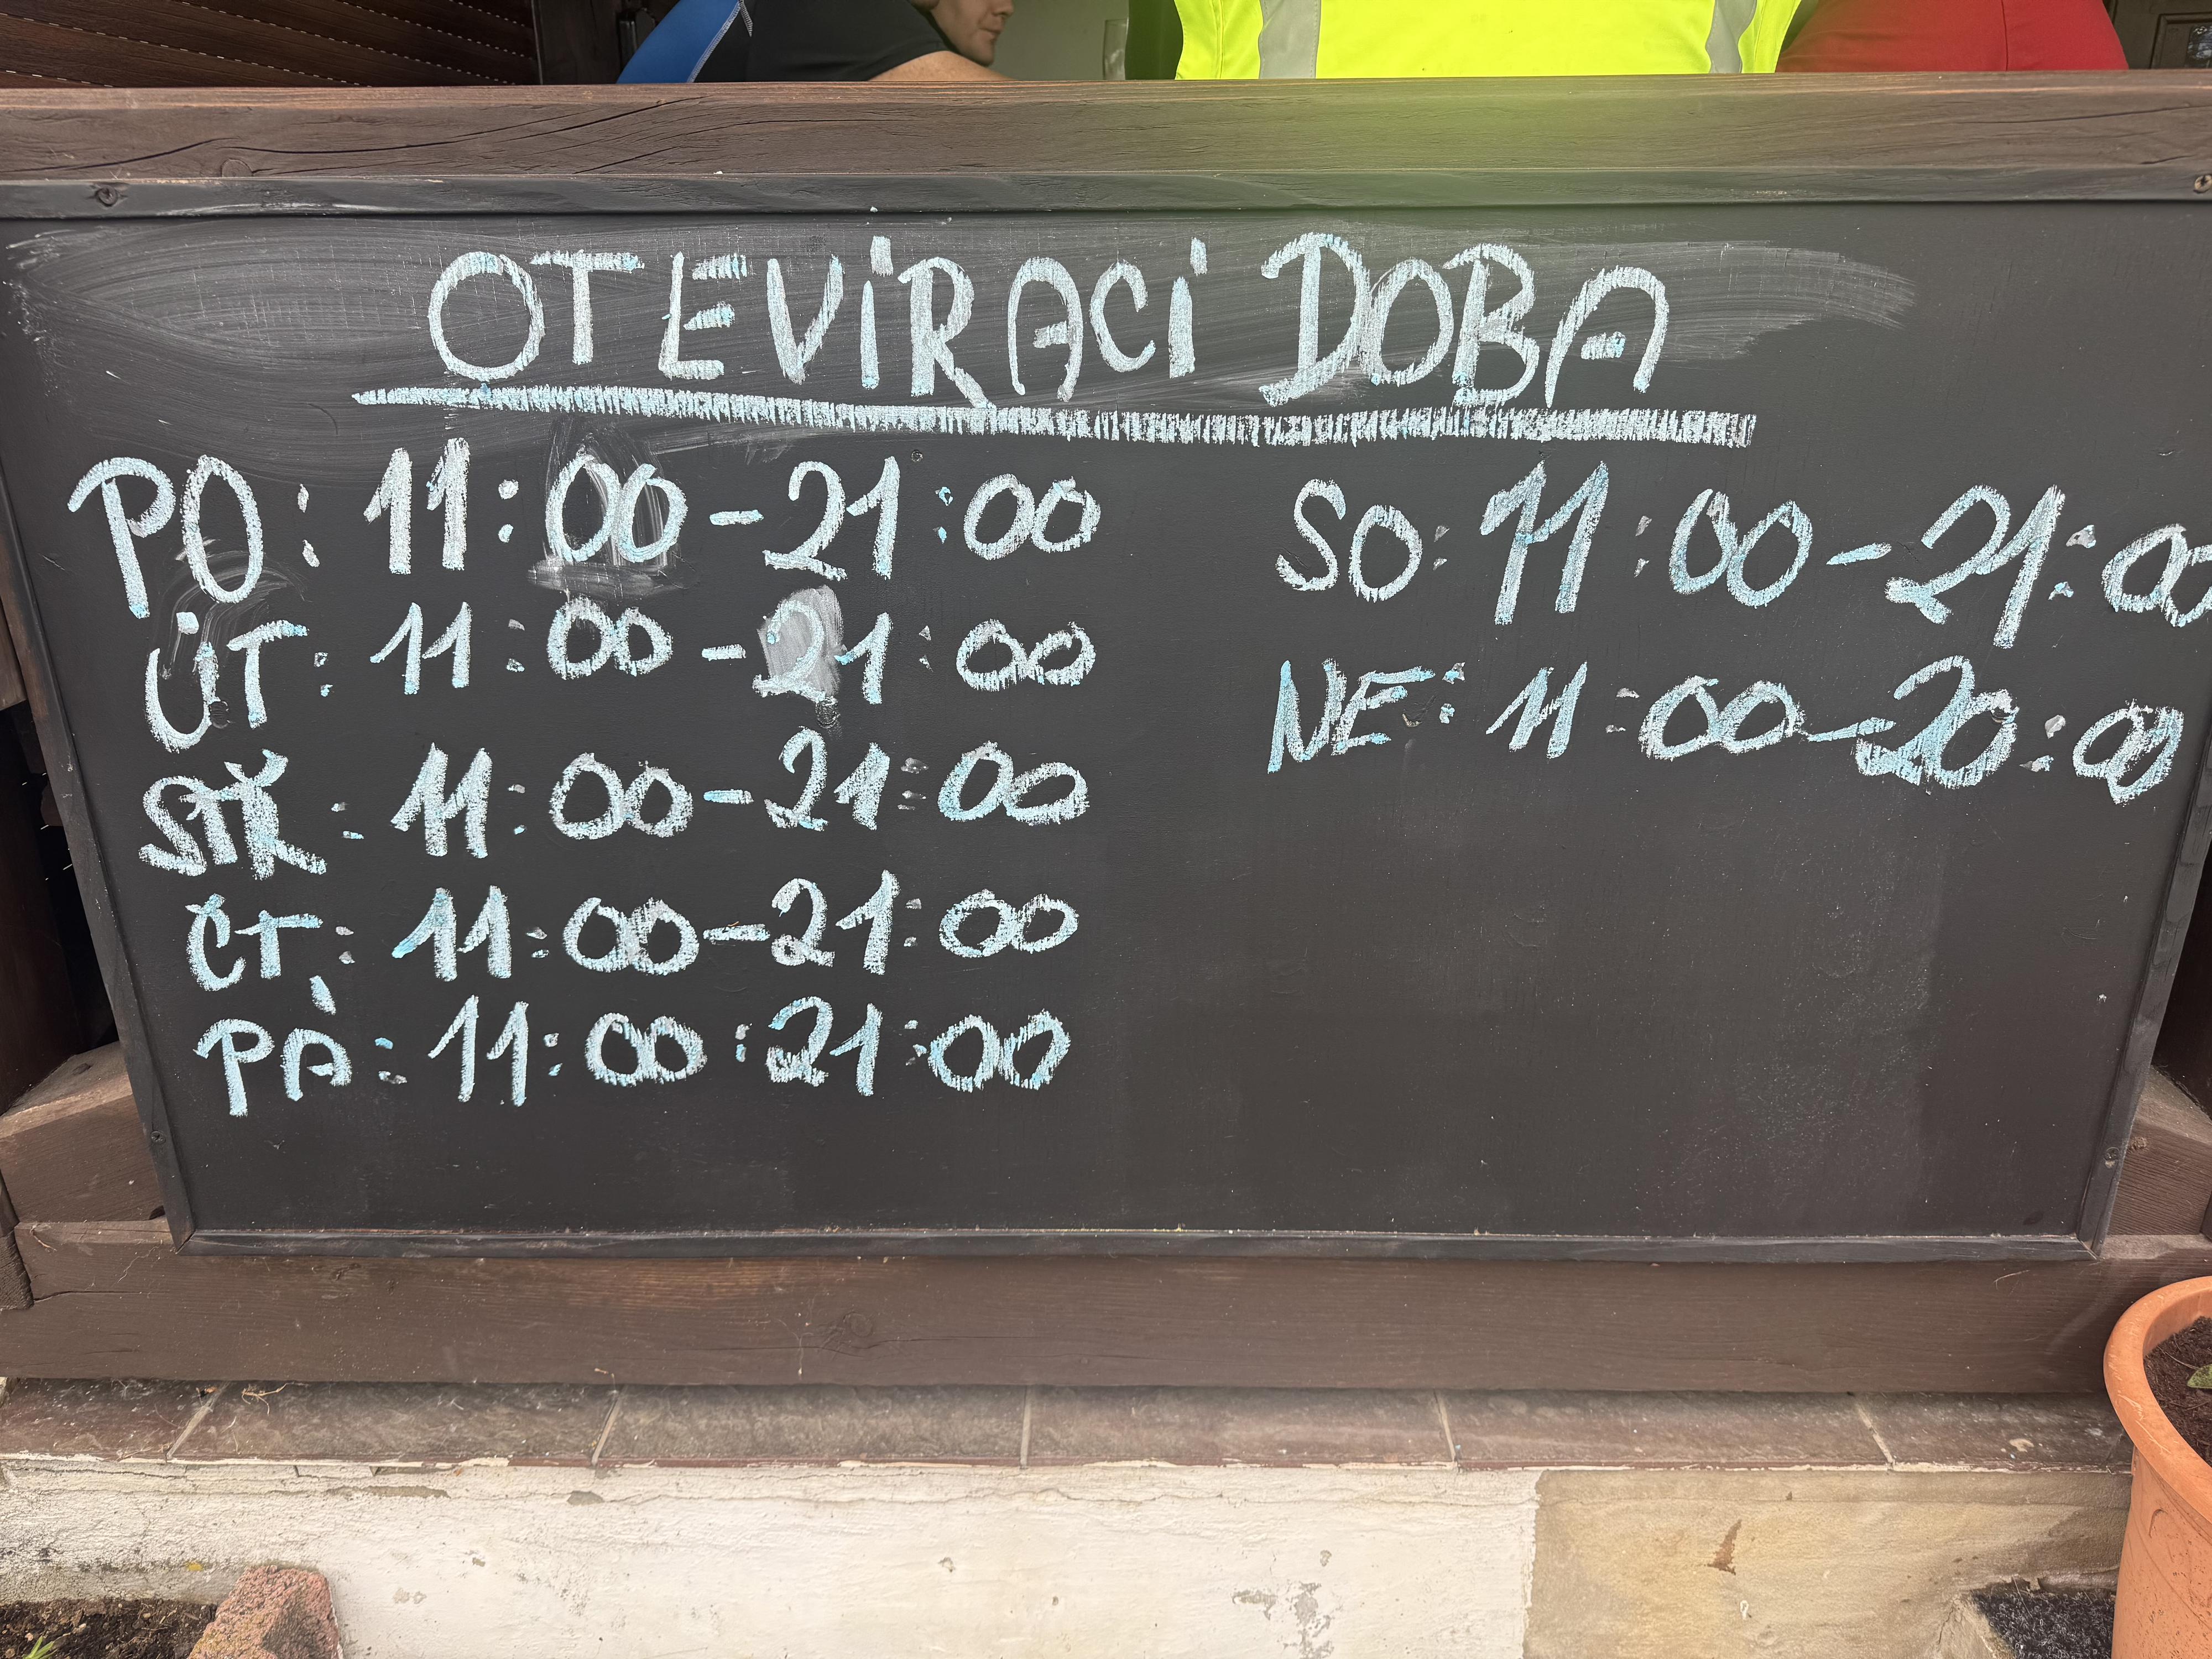 OTEVÍRACÍ DOBA
PO: 11:00-21:00
ÚT: 11:00-21:00
STŘ: 11:00-21:00
ČT: 11:00-21:00
PÁ: 11:00:21:00
SO: 11:00-21:00
NE: 11:00-20:00